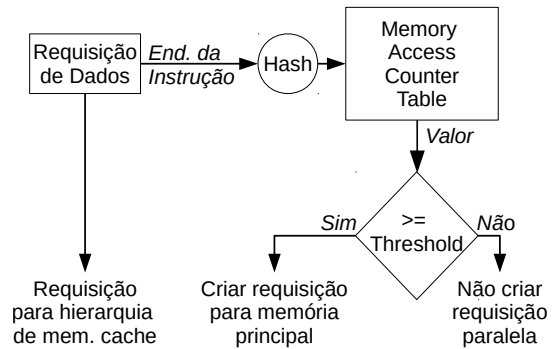 Requisição
de Dados
End. da
Instrução
Hash
Memory
Access
Counter
Table
Valor
>=
Threshold
Sim
Não
Requisição
para hierarquia
de mem. cache
Criar requisição
para memória
principal
Não criar
requisição
paralela